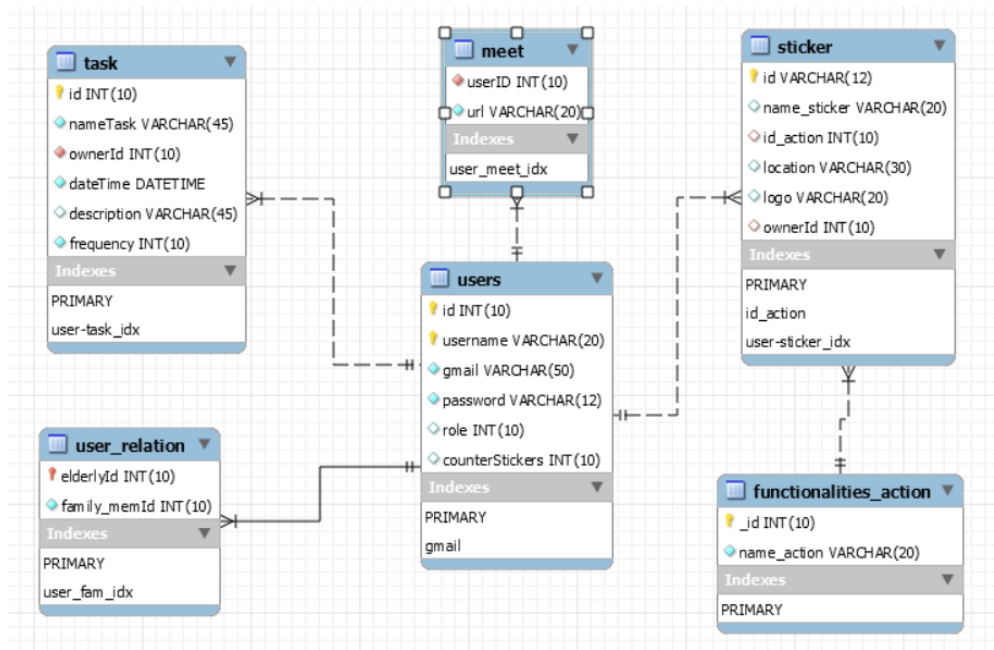 task
id INT(10)
nameTask VARCHAR(45)
ownerId INT(10)
dateTime DATETIME
description VARCHAR(45)
frequency INT(10)
Indexes
PRIMARY
user-task_idx
meet
userID INT(10)
url VARCHAR(20)
Indexes
user_meet_idx
sticker
id VARCHAR(12)
name_sticker VARCHAR(20)
id_action INT(10)
location VARCHAR(30)
logo VARCHAR(20)
ownerId INT(10)
Indexes
PRIMARY
id_action
user-sticker_idx
users
id INT(10)
username VARCHAR(20)
gmail VARCHAR(50)
password VARCHAR(12)
role INT(10)
counterStickers INT(10)
Indexes
PRIMARY
gmail
user_relation
elderlyId INT(10)
family_memId INT(10)
Indexes
PRIMARY
user_fam_idx
functionalities_action
_id INT(10)
name_action VARCHAR(20)
Indexes
PRIMARY